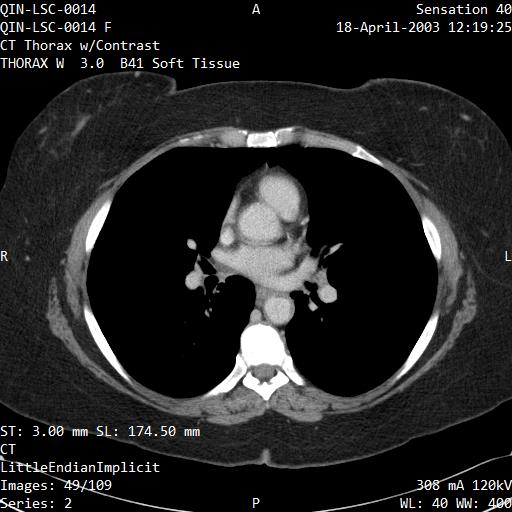 QIN-LSC-0014
A
Sensation 40
QIN-LSC-0014 F
18-April-2003 12:19:25
CT Thorax w/Contrast
THORAX W  3.0  B41 Soft Tissue
R
L
ST: 3.00 mm SL: 174.50 mm
CT
LittleEndianImplicit
Images: 49/109
308 mA 120kV
Series: 2
P
WL: 40 WW: 400